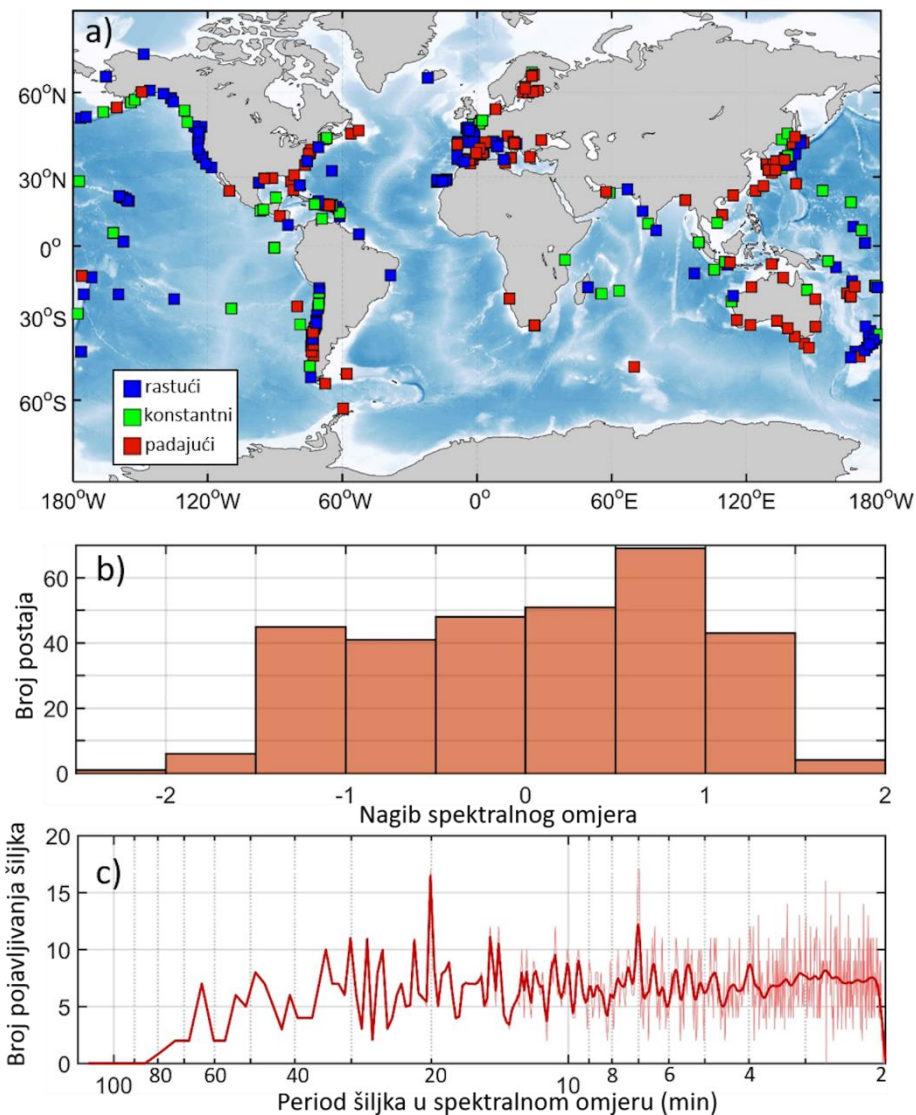 a)
60°N
30°N
0°
30°S
60°S
rastući
konstantni
padajući
180°W 120°W 60°W 0° 60°E 120°E 180°W
b)
Broj postaja
60
40
20
0
-2 -1 0 1 2
Nagib spektralnog omjera
c)
Broj pojavljivanja šiljka
20
15
10
5
0
100 80 60 40 20 10 8 6 4 2
Period šiljka u spektralnom omjeru (min)